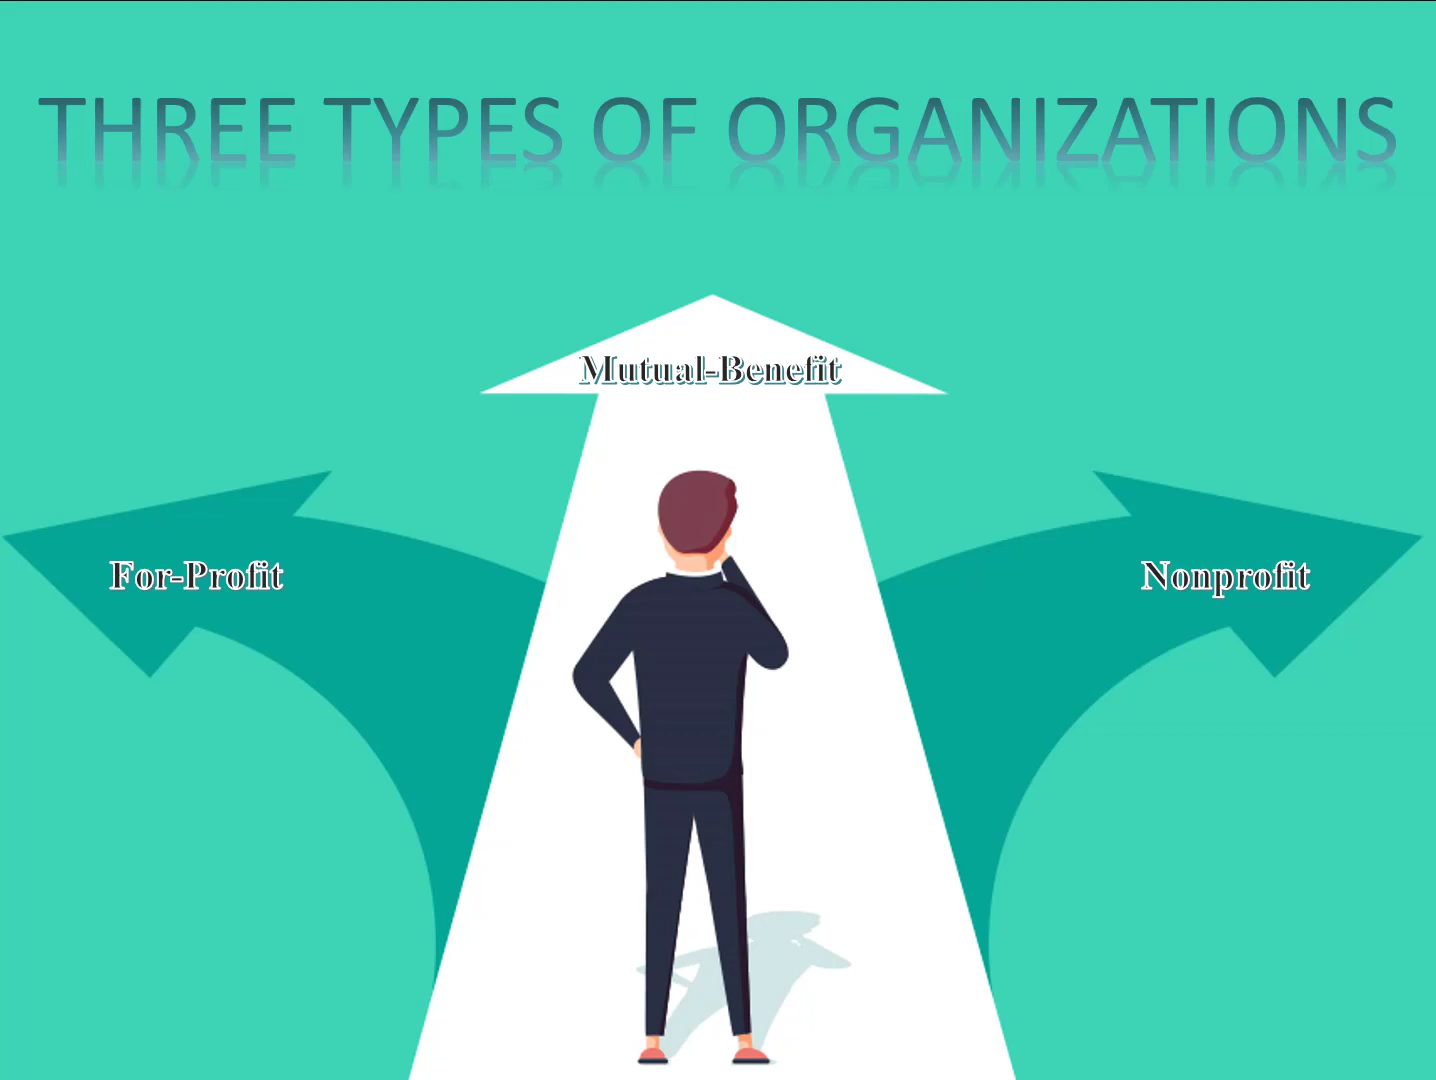 THREE TYPES OF ORGANIZATIONS
Mutual-Benefit
For-Profit
Nonprofit